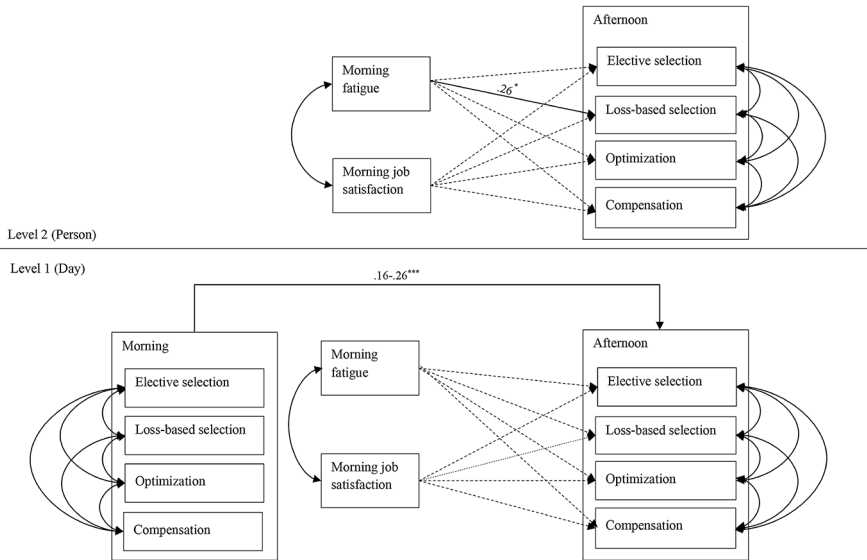 Afternoon
Elective selection
Morning
fatigue
.26*
Loss-based selection
Optimization
Morning job
satisfaction
Compensation
Level 2 (Person)
Level 1 (Day)
.16-.26***
Morning
Elective selection
Loss-based selection
Optimization
Compensation
Morning
fatigue
Morning job
satisfaction
Afternoon
Elective selection
Loss-based selection
Optimization
Compensation